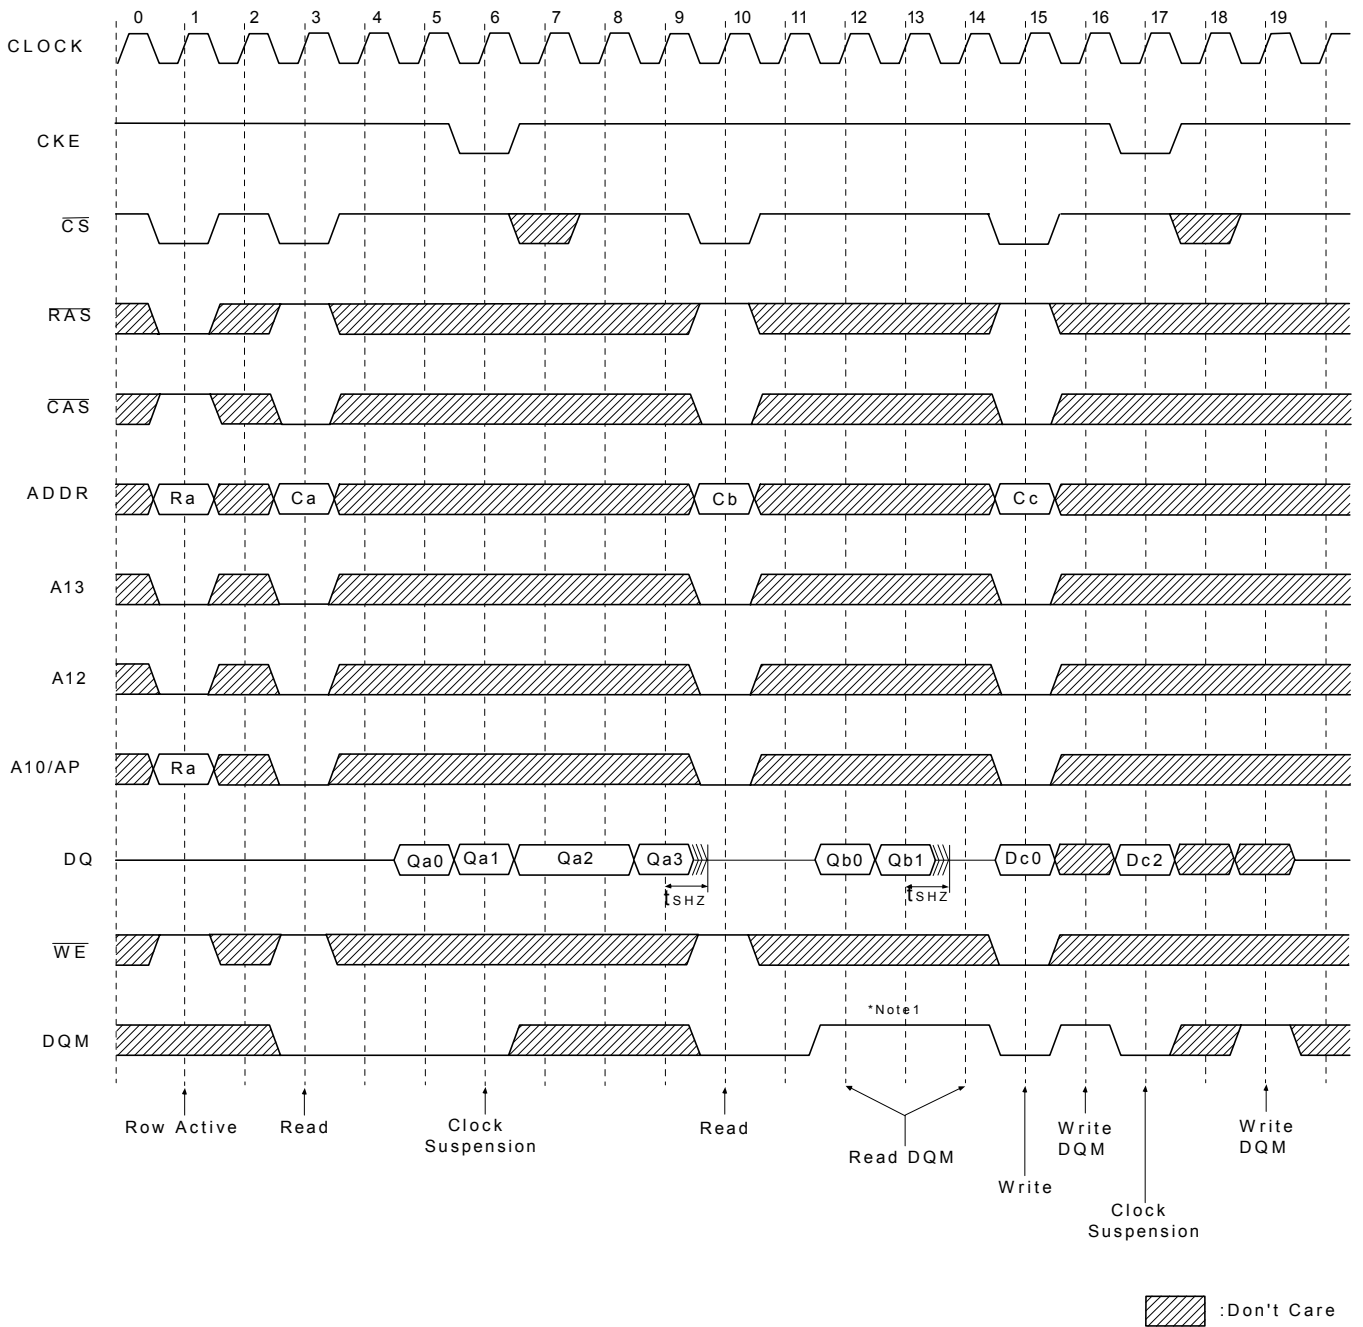 0 1 2 3 4 5 6 7 8 9 10 11 12 13 14 15 16 17 18 19
CLOCK
CKE
CS
RAS
CAS
ADDR Ra Ca Cb Cc
A13
A12
A10/AP Ra
DQ Qa0 Qa1 Qa2 Qa3 Qb0 Qb1 Dc0 Dc2
tSHZ tSHZ
WE
*Note1
DQM
Row Active
Read
Clock
Suspension
Read
Read DQM
Write
Write
DQM
Clock
Suspension
Write
DQM
:Don't Care